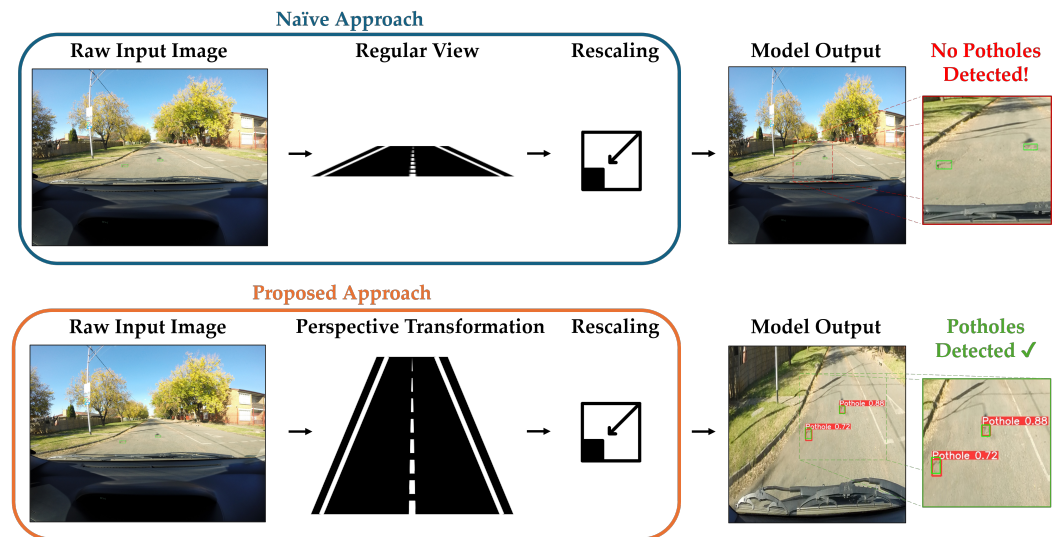 Naïve Approach
Raw Input Image
Regular View
Rescaling
Model Output
No Potholes
Detected!
Proposed Approach
Raw Input Image
Perspective Transformation
Rescaling
Model Output
Potholes
Detected ✓
Pothole 0.88
Pothole 0.72
Pothole 0.88
Pothole 0.72